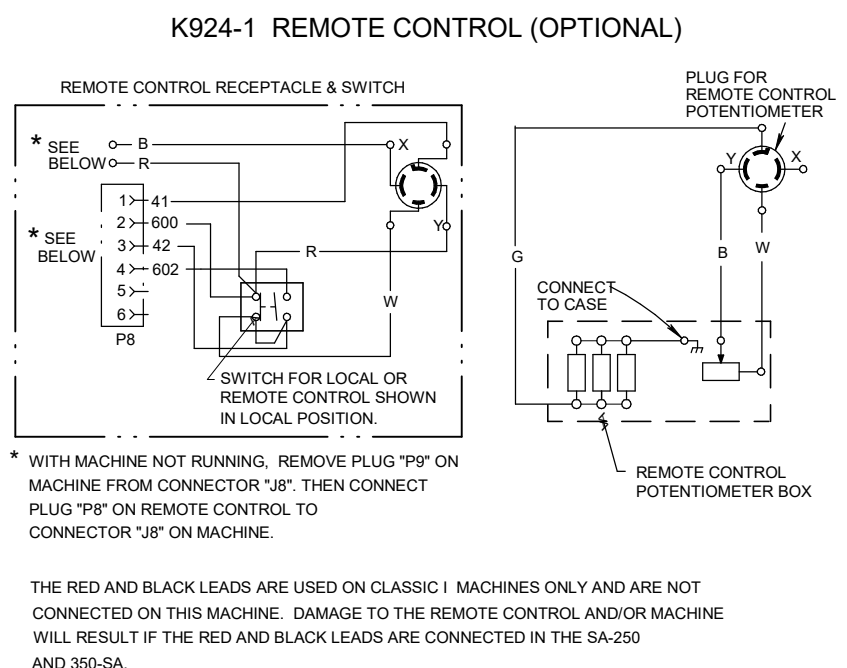 K924-1 REMOTE CONTROL (OPTIONAL)
REMOTE CONTROL RECEPTACLE & SWITCH
* SEE
BELOW
B
R
X
Y
1 41
2 600
3 42
4 602
5
6
P8
* SEE
BELOW
R
W
SWITCH FOR LOCAL OR
REMOTE CONTROL SHOWN
IN LOCAL POSITION.
PLUG FOR
REMOTE CONTROL
POTENTIOMETER
Y
X
G
B
W
CONNECT
TO CASE
REMOTE CONTROL
POTENTIOMETER BOX
* WITH MACHINE NOT RUNNING, REMOVE PLUG "P9" ON
MACHINE FROM CONNECTOR "J8". THEN CONNECT
PLUG "P8" ON REMOTE CONTROL TO
CONNECTOR "J8" ON MACHINE.
THE RED AND BLACK LEADS ARE USED ON CLASSIC I MACHINES ONLY AND ARE NOT
CONNECTED ON THIS MACHINE. DAMAGE TO THE REMOTE CONTROL AND/OR MACHINE
WILL RESULT IF THE RED AND BLACK LEADS ARE CONNECTED IN THE SA-250
AND 350-SA.